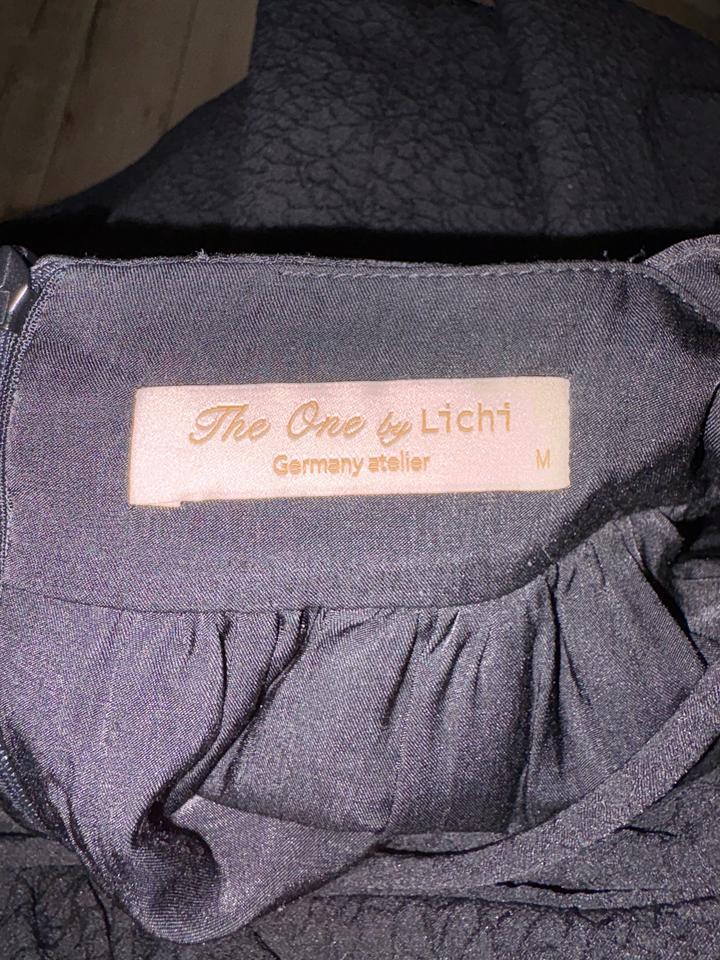 The One by Lichi
Germany atelier
M